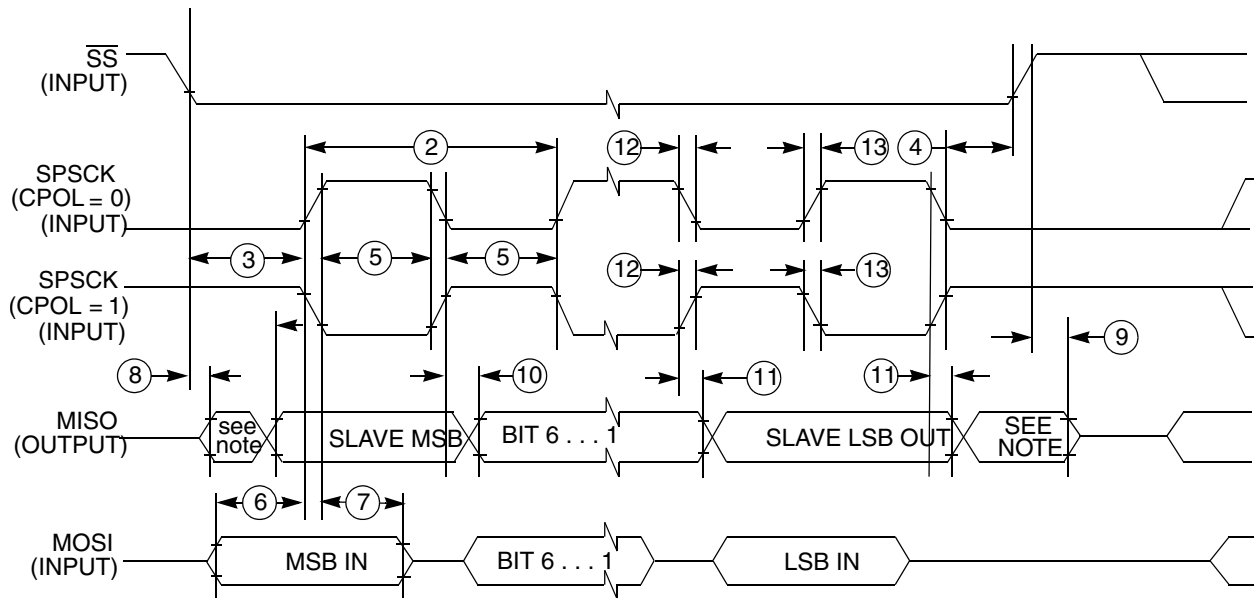 SS
(INPUT)
2
12
13
4
SPSCK
(CPOL = 0)
(INPUT)
3
5
5
12
13
SPSCK
(CPOL = 1)
(INPUT)
9
8
10
11
11
MISO
(OUTPUT)
see
note
SLAVE MSB
BIT 6 . . . 1
SLAVE LSB OUT
SEE
NOTE
6
7
MOSI
(INPUT)
MSB IN
BIT 6 . . . 1
LSB IN